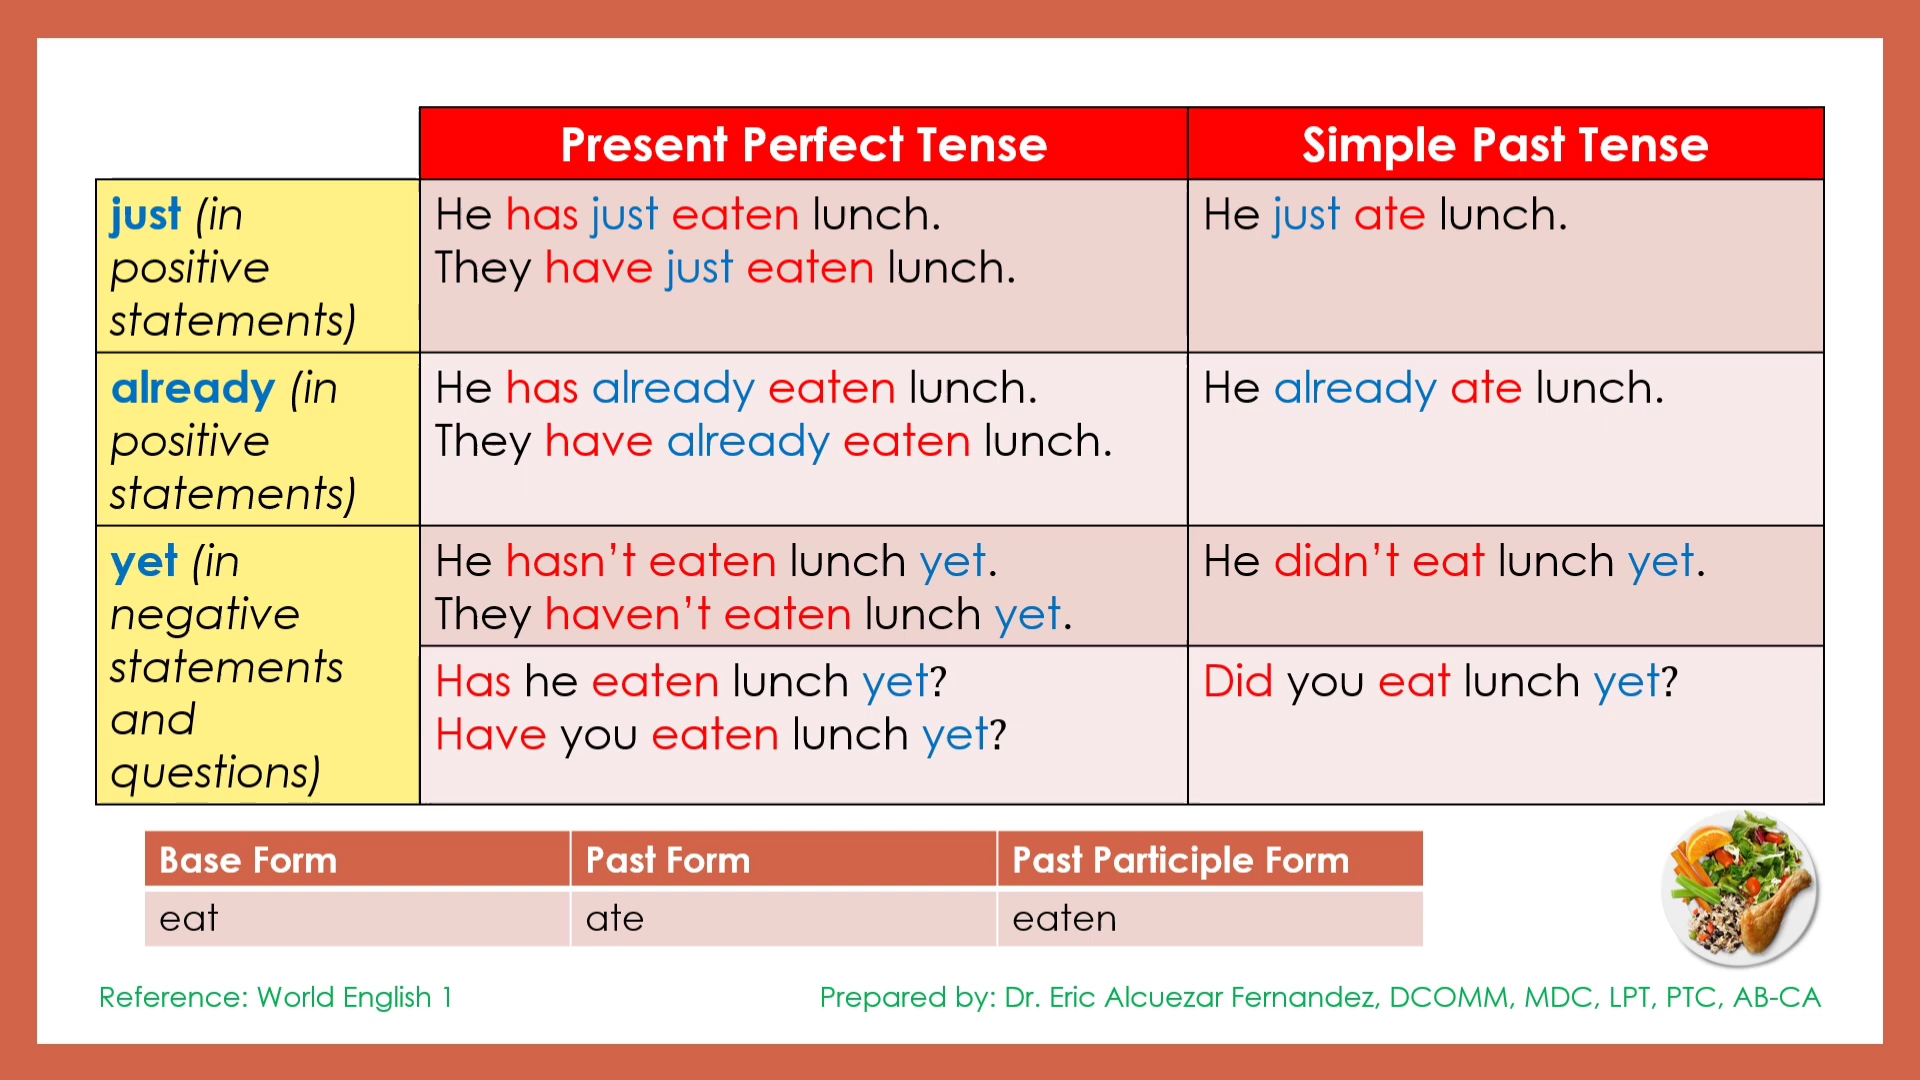 Present Perfect Tense
Simple Past Tense
just (in
positive
statements)
He has just eaten lunch.
They have just eaten lunch.
He just ate lunch.
already (in
positive
statements)
He has already eaten lunch.
They have already eaten lunch.
He already ate lunch.
yet (in
negative
statements
and
questions)
He hasn’t eaten lunch yet.
They haven’t eaten lunch yet.
He didn’t eat lunch yet.
Has he eaten lunch yet?
Have you eaten lunch yet?
Did you eat lunch yet?
Base Form
Past Form
Past Participle Form
eat
ate
eaten
Reference: World English 1
Prepared by: Dr. Eric Alcuezar Fernandez, DCOMM, MDC, LPT, PTC, AB-CA